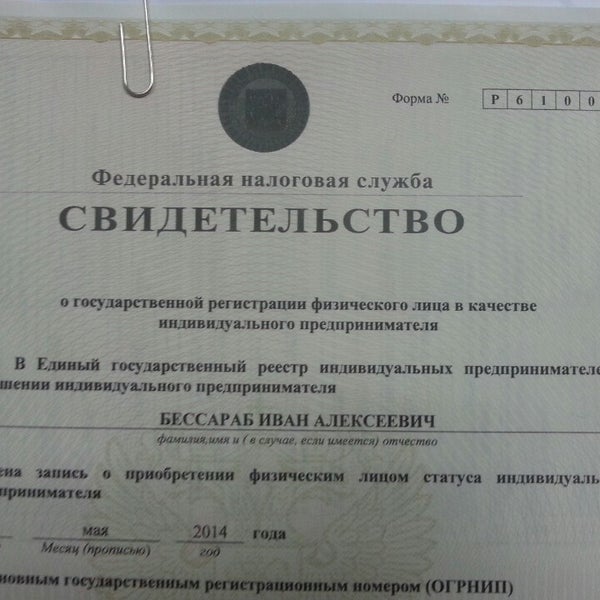 Форма № Р 6 1 0 0
Федеральная налоговая служба
СВИДЕТЕЛЬСТВО
о государственной регистрации физического лица в качестве
индивидуального предпринимателя
В Единый государственный реестр индивидуальных предпринимателе
шении индивидуального предпринимателя
БЕССАРАБ ИВАН АЛЕКСЕЕВИЧ
фамилия,имя и ( в случае, если имеется) отчество
ена запись о приобретении физическим лицом статуса индивидуаль
принимателя
мая 2014 года
Месяц (прописью) год
новным государственным регистрационным номером (ОГРНИП)